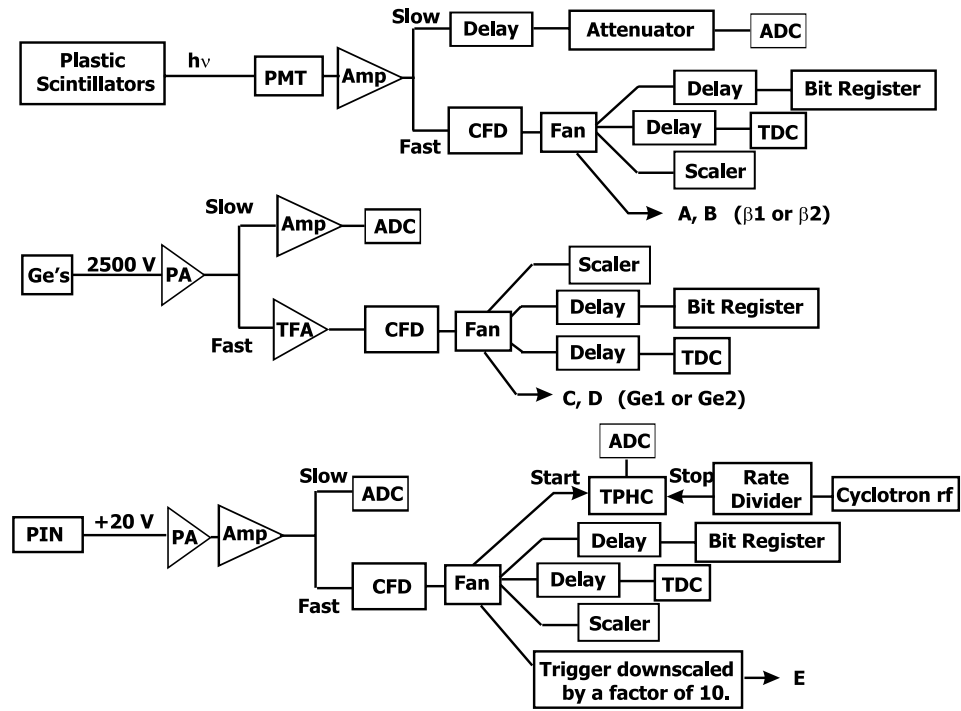 Slow
Delay
Attenuator
ADC
Plastic
Scintillators
hν
PMT
Amp
Delay
Bit Register
Fast
CFD
Fan
Delay
TDC
Scaler
A, B (β1 or β2)
Slow
Amp
ADC
Ge's
2500 V
PA
Scaler
Delay
Bit Register
Fast
TFA
CFD
Fan
Delay
TDC
C, D (Ge1 or Ge2)
ADC
Slow
ADC
Start
TPHC
Stop
Rate
Divider
Cyclotron rf
PIN
+20 V
PA
Amp
Delay
Bit Register
Fast
CFD
Fan
Delay
TDC
Scaler
Trigger downscaled
by a factor of 10.
E